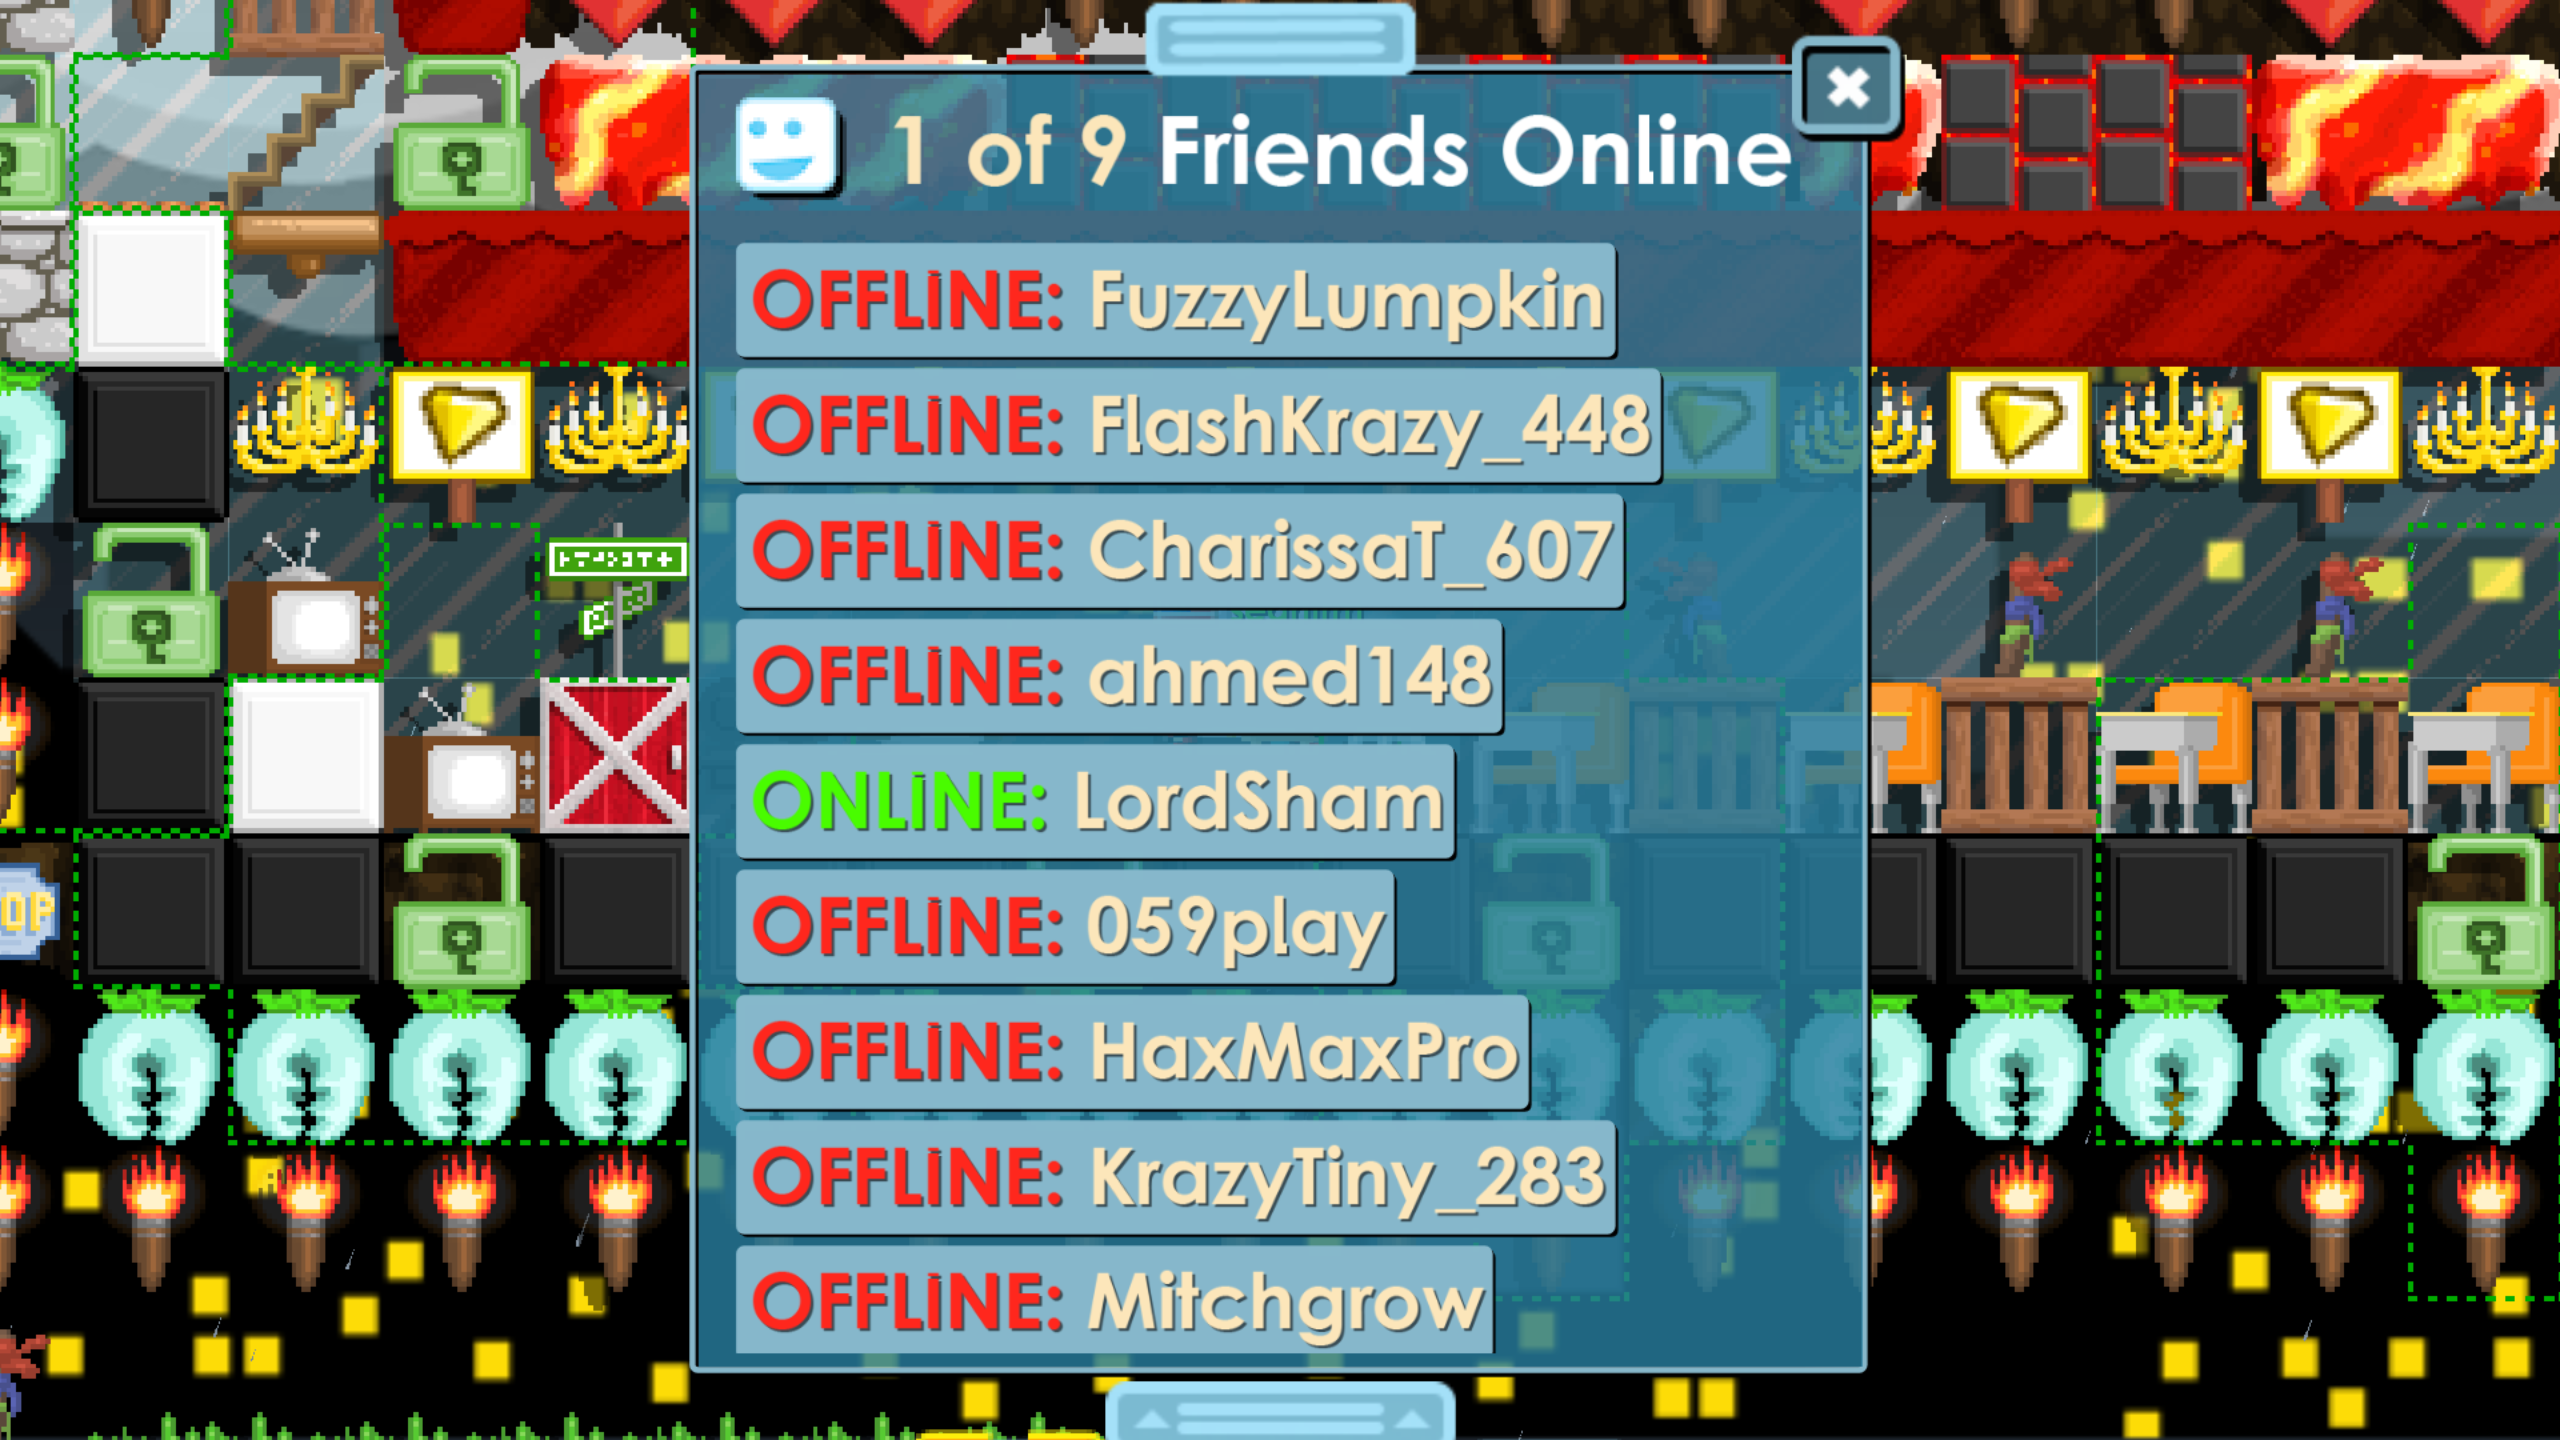 1 of 9 Friends Online
OFFLiNE: FuzzyLumpkin
OFFLiNE: FlashKrazy_448
OFFLiNE: CharissaT_607
OFFLiNE: ahmed148
ONLiNE: LordSham
OFFLiNE: 059play
OP
OFFLiNE: HaxMaxPro
OFFLiNE: KrazyTiny_283
OFFLiNE: Mitchgrow